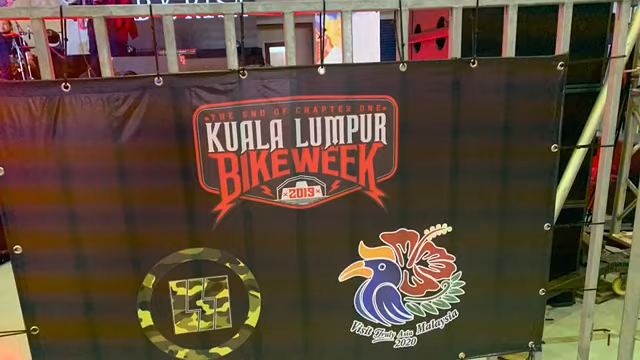 THE END OF CHAPTER ONE
KUALA LUMPUR
BIKEWEEK
2019
Visit Truly Asia Malaysia
2020